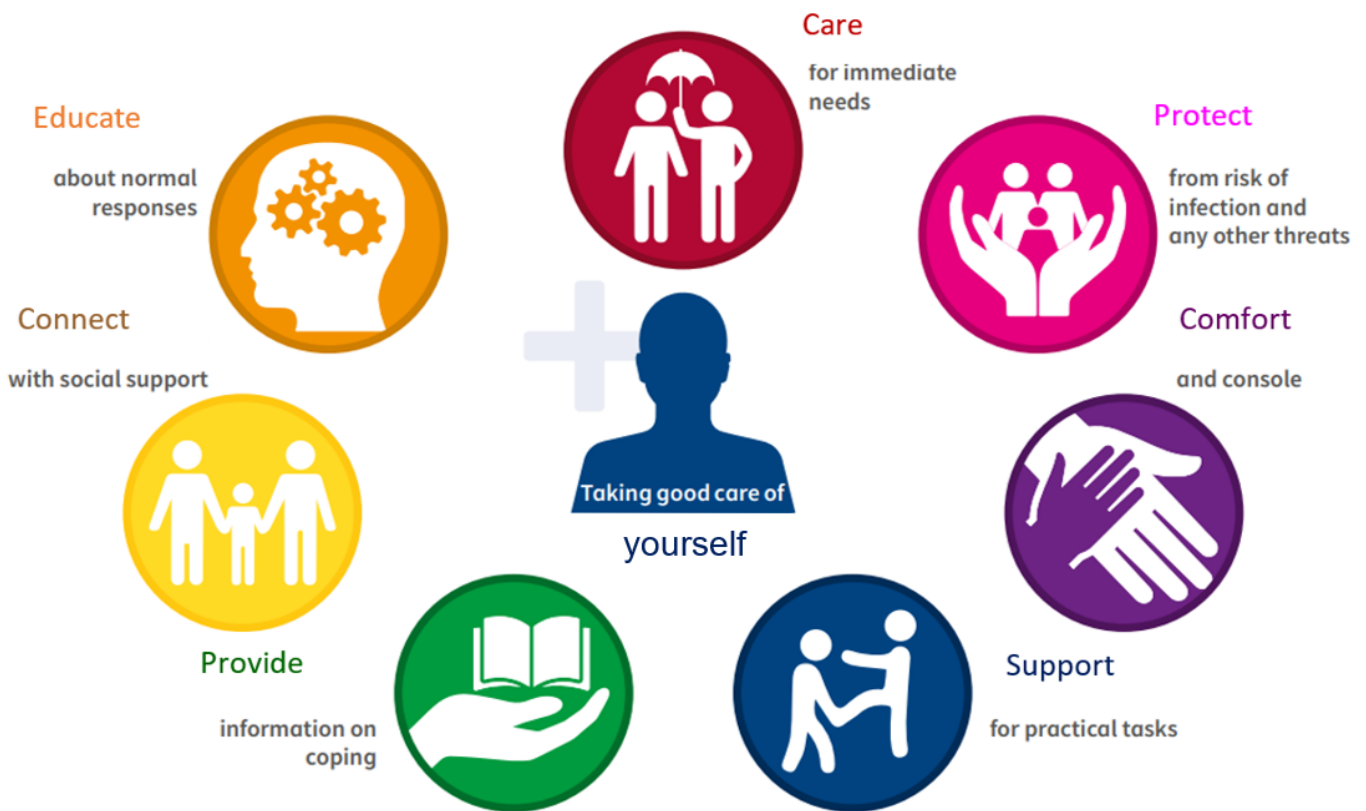 Care
for immediate
needs
Protect
from risk of
infection and
any other threats
Comfort
and console
Support
for practical tasks
Provide
information on
coping
Connect
with social support
Educate
about normal
responses
Taking good care of
yourself